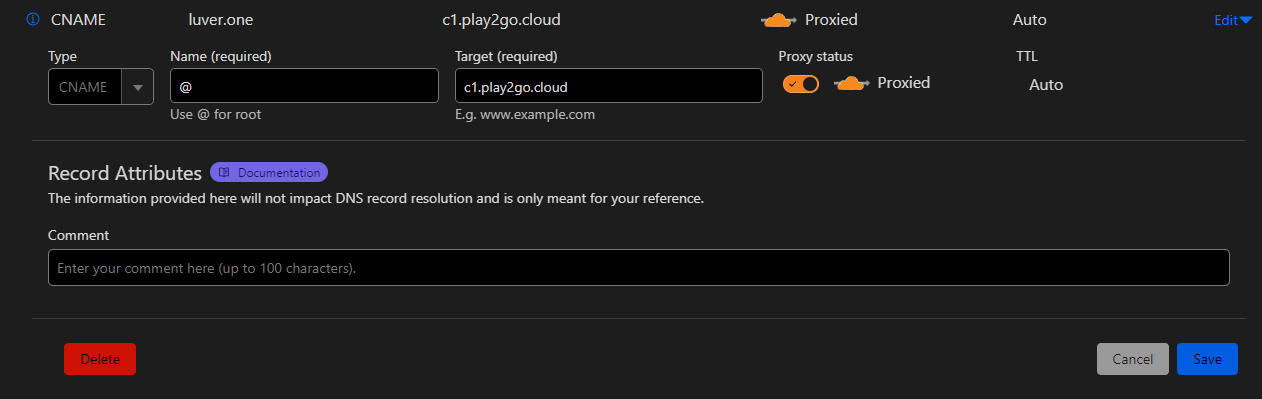 CNAME luver.one c1.play2go.cloud Proxied Auto Edit
Type Name (required) Target (required) Proxy status TTL
CNAME @ c1.play2go.cloud Proxied Auto
Use @ for root E.g. www.example.com
Record Attributes Documentation
The information provided here will not impact DNS record resolution and is only meant for your reference.
Comment
Enter your comment here (up to 100 characters).
Delete Cancel Save